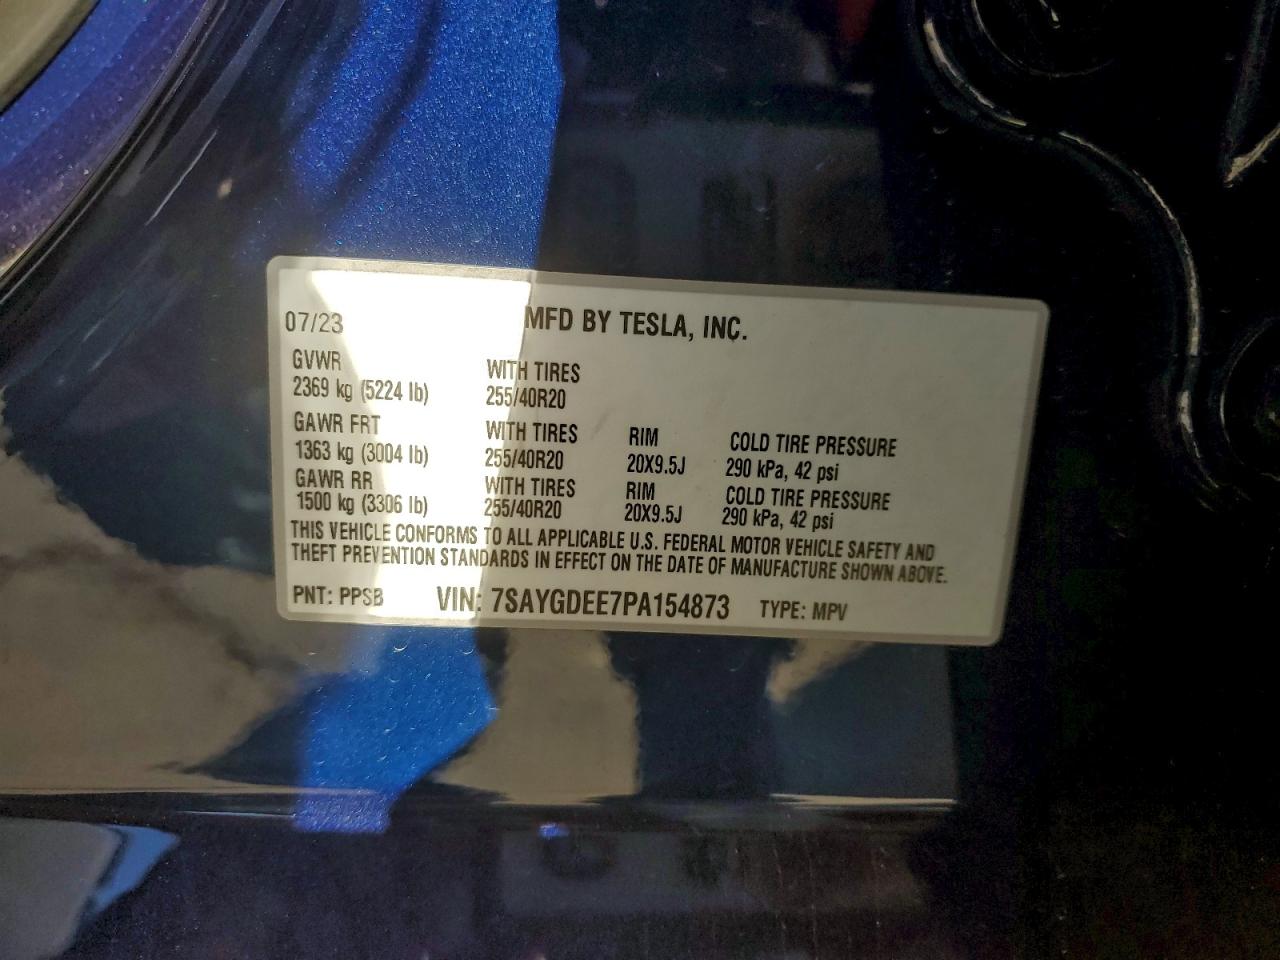 07/23 MFD BY TESLA, INC.
GVWR WITH TIRES
2369 kg (5224 lb) 255/40R20
GAWR FRT WITH TIRES RIM COLD TIRE PRESSURE
1363 kg (3004 lb) 255/40R20 20X9.5J 290 kPa, 42 psi
GAWR RR WITH TIRES RIM COLD TIRE PRESSURE
1500 kg (3306 lb) 255/40R20 20X9.5J 290 kPa, 42 psi
THIS VEHICLE CONFORMS TO ALL APPLICABLE U.S. FEDERAL MOTOR VEHICLE SAFETY AND
THEFT PREVENTION STANDARDS IN EFFECT ON THE DATE OF MANUFACTURE SHOWN ABOVE.
PNT: PPSB VIN: 7SAYGDEE7PA154873 TYPE: MPV